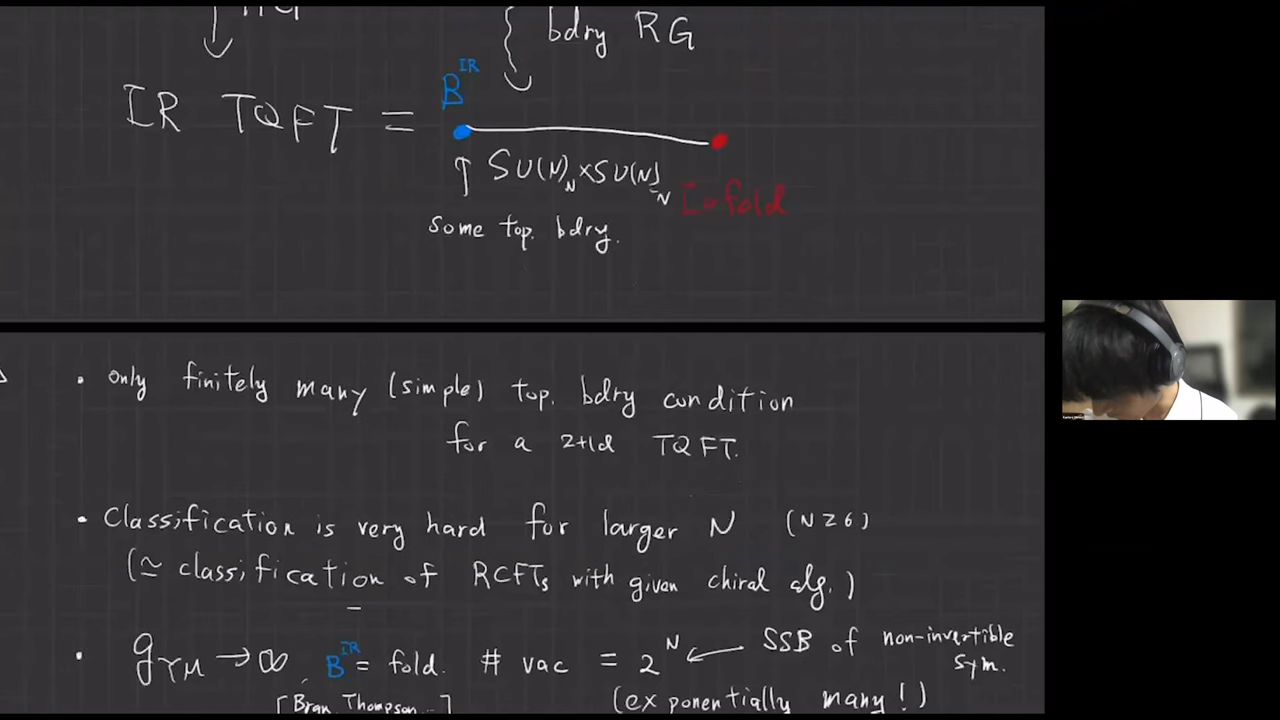 bdry RG
B^IR
IR TQFT =
SU(N)_N × SU(N)_-N
fold
some top. bdry.
• Only finitely many (simple) top. bdry condition
for a 2+1d TQFT.
• Classification is very hard for larger N (N≥6)
(≃ classification of RCFTs with given chiral alg.)
• g_YM → ∞, B^IR = fold. # vac = 2^N ← SSB of non-invertible
sym.
[Bran, Thompson...] (exponentially many!)